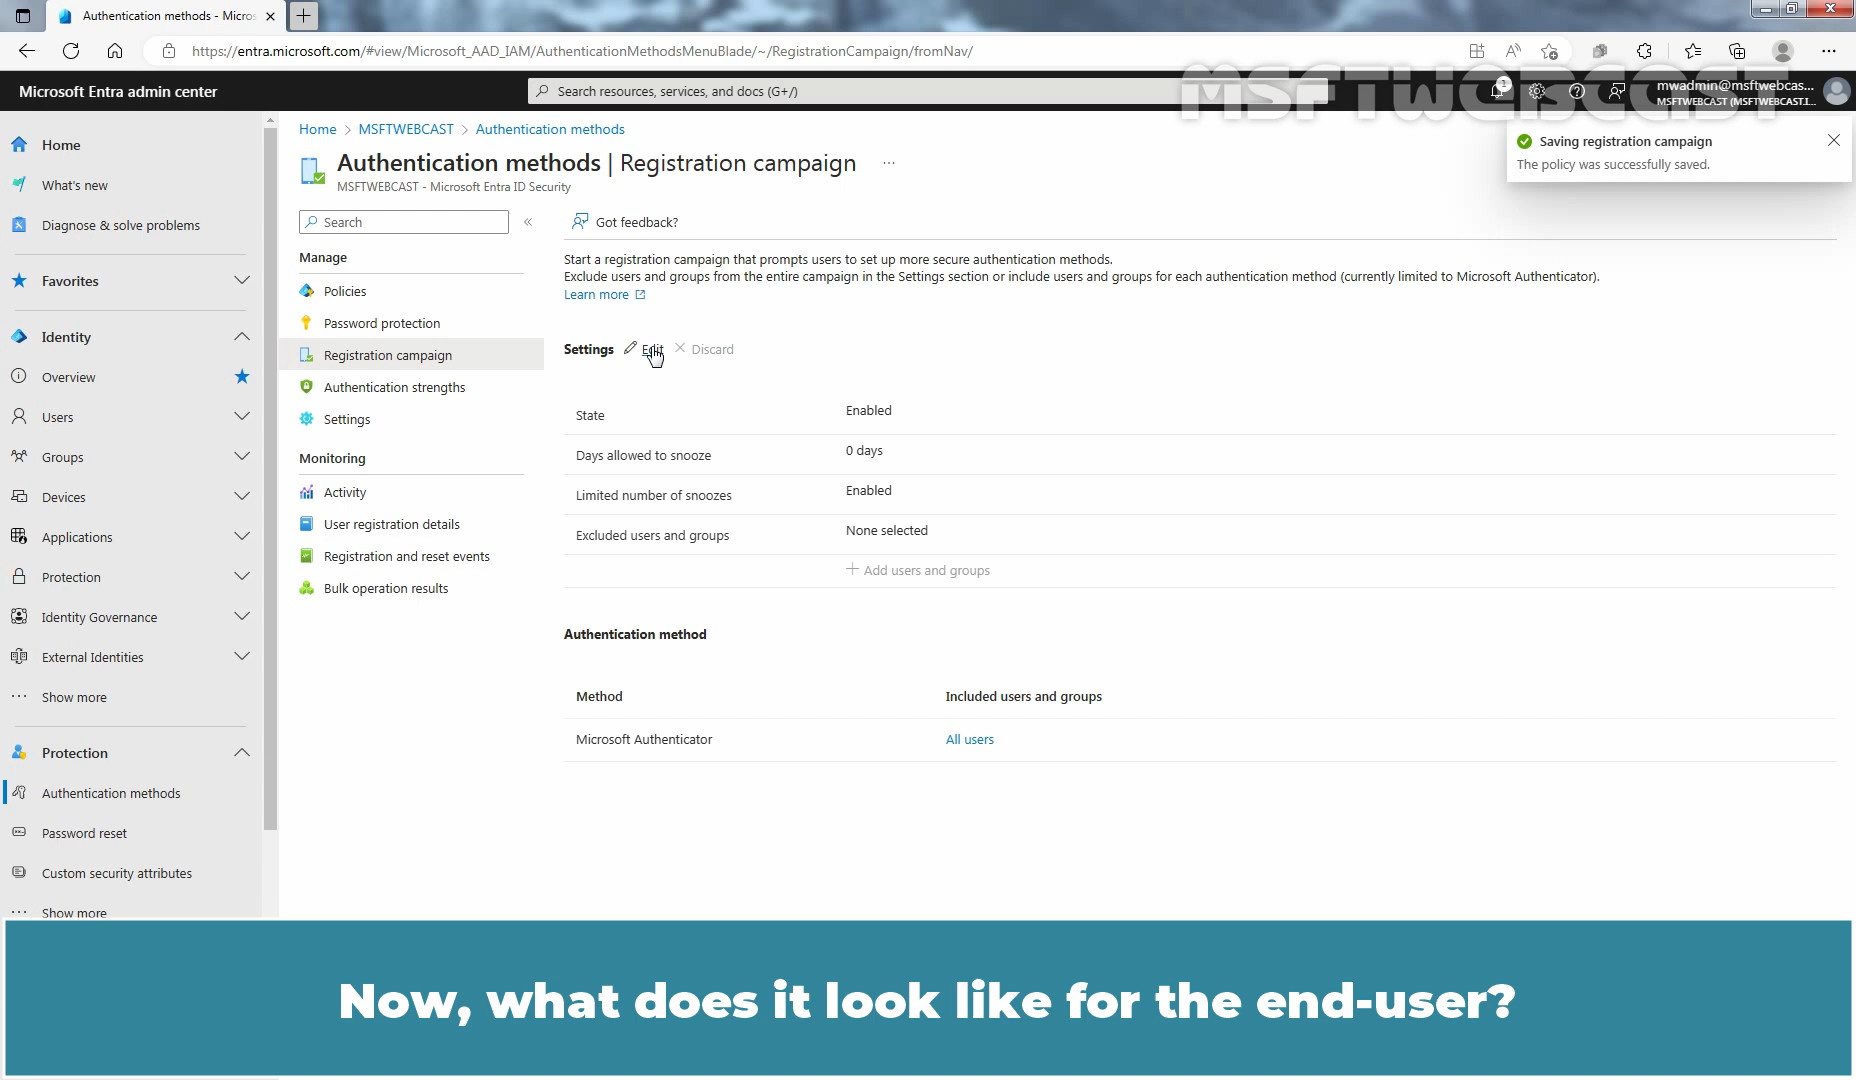 Authentication methods - Micros
https://entra.microsoft.com/#view/Microsoft_AAD_IAM/AuthenticationMethodsMenuBlade/~/RegistrationCampaign/fromNav/
Microsoft Entra admin center
Search resources, services, and docs (G+/)
1
mwadmin@msftwebcas...
MSFTWEBCAST (MSFTWEBCAST.I...
MSFTWEBCAST
Saving registration campaign
The policy was successfully saved.
Home
What's new
Diagnose & solve problems
Favorites
Identity
Overview
Users
Groups
Devices
Applications
Protection
Identity Governance
External Identities
Show more
Protection
Authentication methods
Password reset
Custom security attributes
Show more
Home > MSFTWEBCAST > Authentication methods
Authentication methods | Registration campaign ...
MSFTWEBCAST - Microsoft Entra ID Security
Search
Manage
Policies
Password protection
Registration campaign
Authentication strengths
Settings
Monitoring
Activity
User registration details
Registration and reset events
Bulk operation results
Got feedback?
Start a registration campaign that prompts users to set up more secure authentication methods.
Exclude users and groups from the entire campaign in the Settings section or include users and groups for each authentication method (currently limited to Microsoft Authenticator).
Learn more
Settings Edit Discard
State Enabled
Days allowed to snooze 0 days
Limited number of snoozes Enabled
Excluded users and groups None selected
Add users and groups
Authentication method
Method Included users and groups
Microsoft Authenticator All users
Now, what does it look like for the end-user?